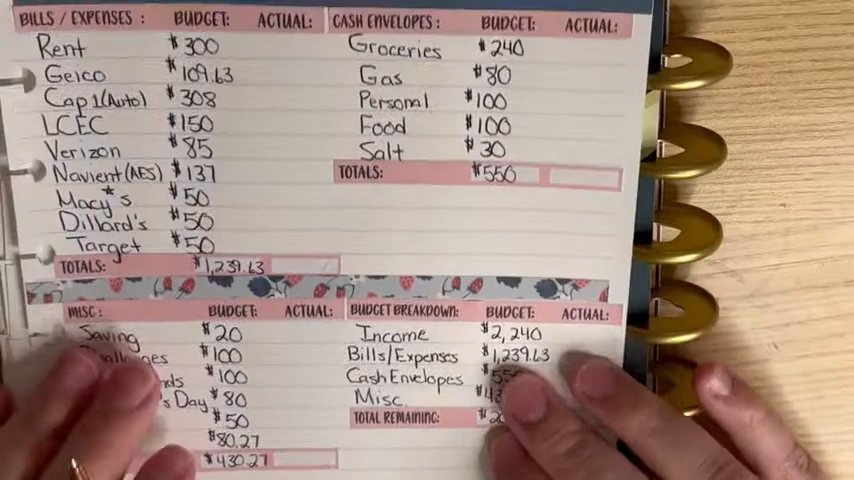 BILLS / EXPENSES : BUDGET: ACTUAL:
Rent $300
Geico $109.63
Cap1(Auto) $308
LCEC $150
Verizon $85
Navient(AES) $137
Macy*s $50
Dillard's $50
Target $50
TOTALS: $1,239.63
CASH ENVELOPES : BUDGET: ACTUAL:
Groceries $240
Gas $80
Personal $100
Food $100
Salt $30
TOTALS: $550
MISC: BUDGET: ACTUAL:
Saving $20
$100
$100
Day $80
$50
$80.27
$430.27
BUDGET BREAKDOWN: BUDGET: ACTUAL:
Income $2,240
Bills/Expenses $1,239.63
Cash Envelopes $550
Misc.
TOTAL REMAINING: